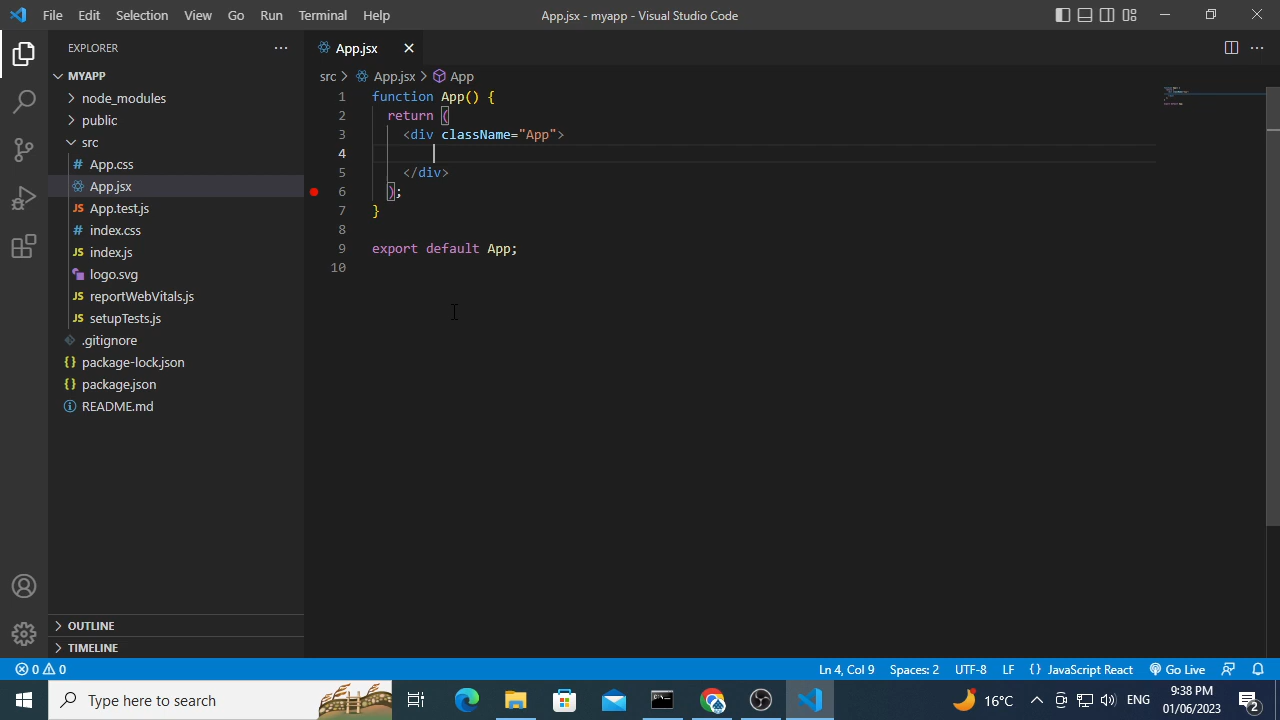 File Edit Selection View Go Run Terminal Help
App.jsx - myapp - Visual Studio Code
EXPLORER
MYAPP
node_modules
public
src
# App.css
App.jsx
JS App.test.js
# index.css
JS index.js
logo.svg
JS reportWebVitals.js
JS setupTests.js
.gitignore
{} package-lock.json
{} package.json
README.md
OUTLINE
TIMELINE
App.jsx
src > App.jsx > App
1 function App() {
2 return (
3 <div className="App">
4
5 </div>
6 );
7 }
8
9 export default App;
10
0 0
Ln 4, Col 9 Spaces: 2 UTF-8 LF {} JavaScript React Go Live
Type here to search
16°C ENG
9:38 PM
01/06/2023
2